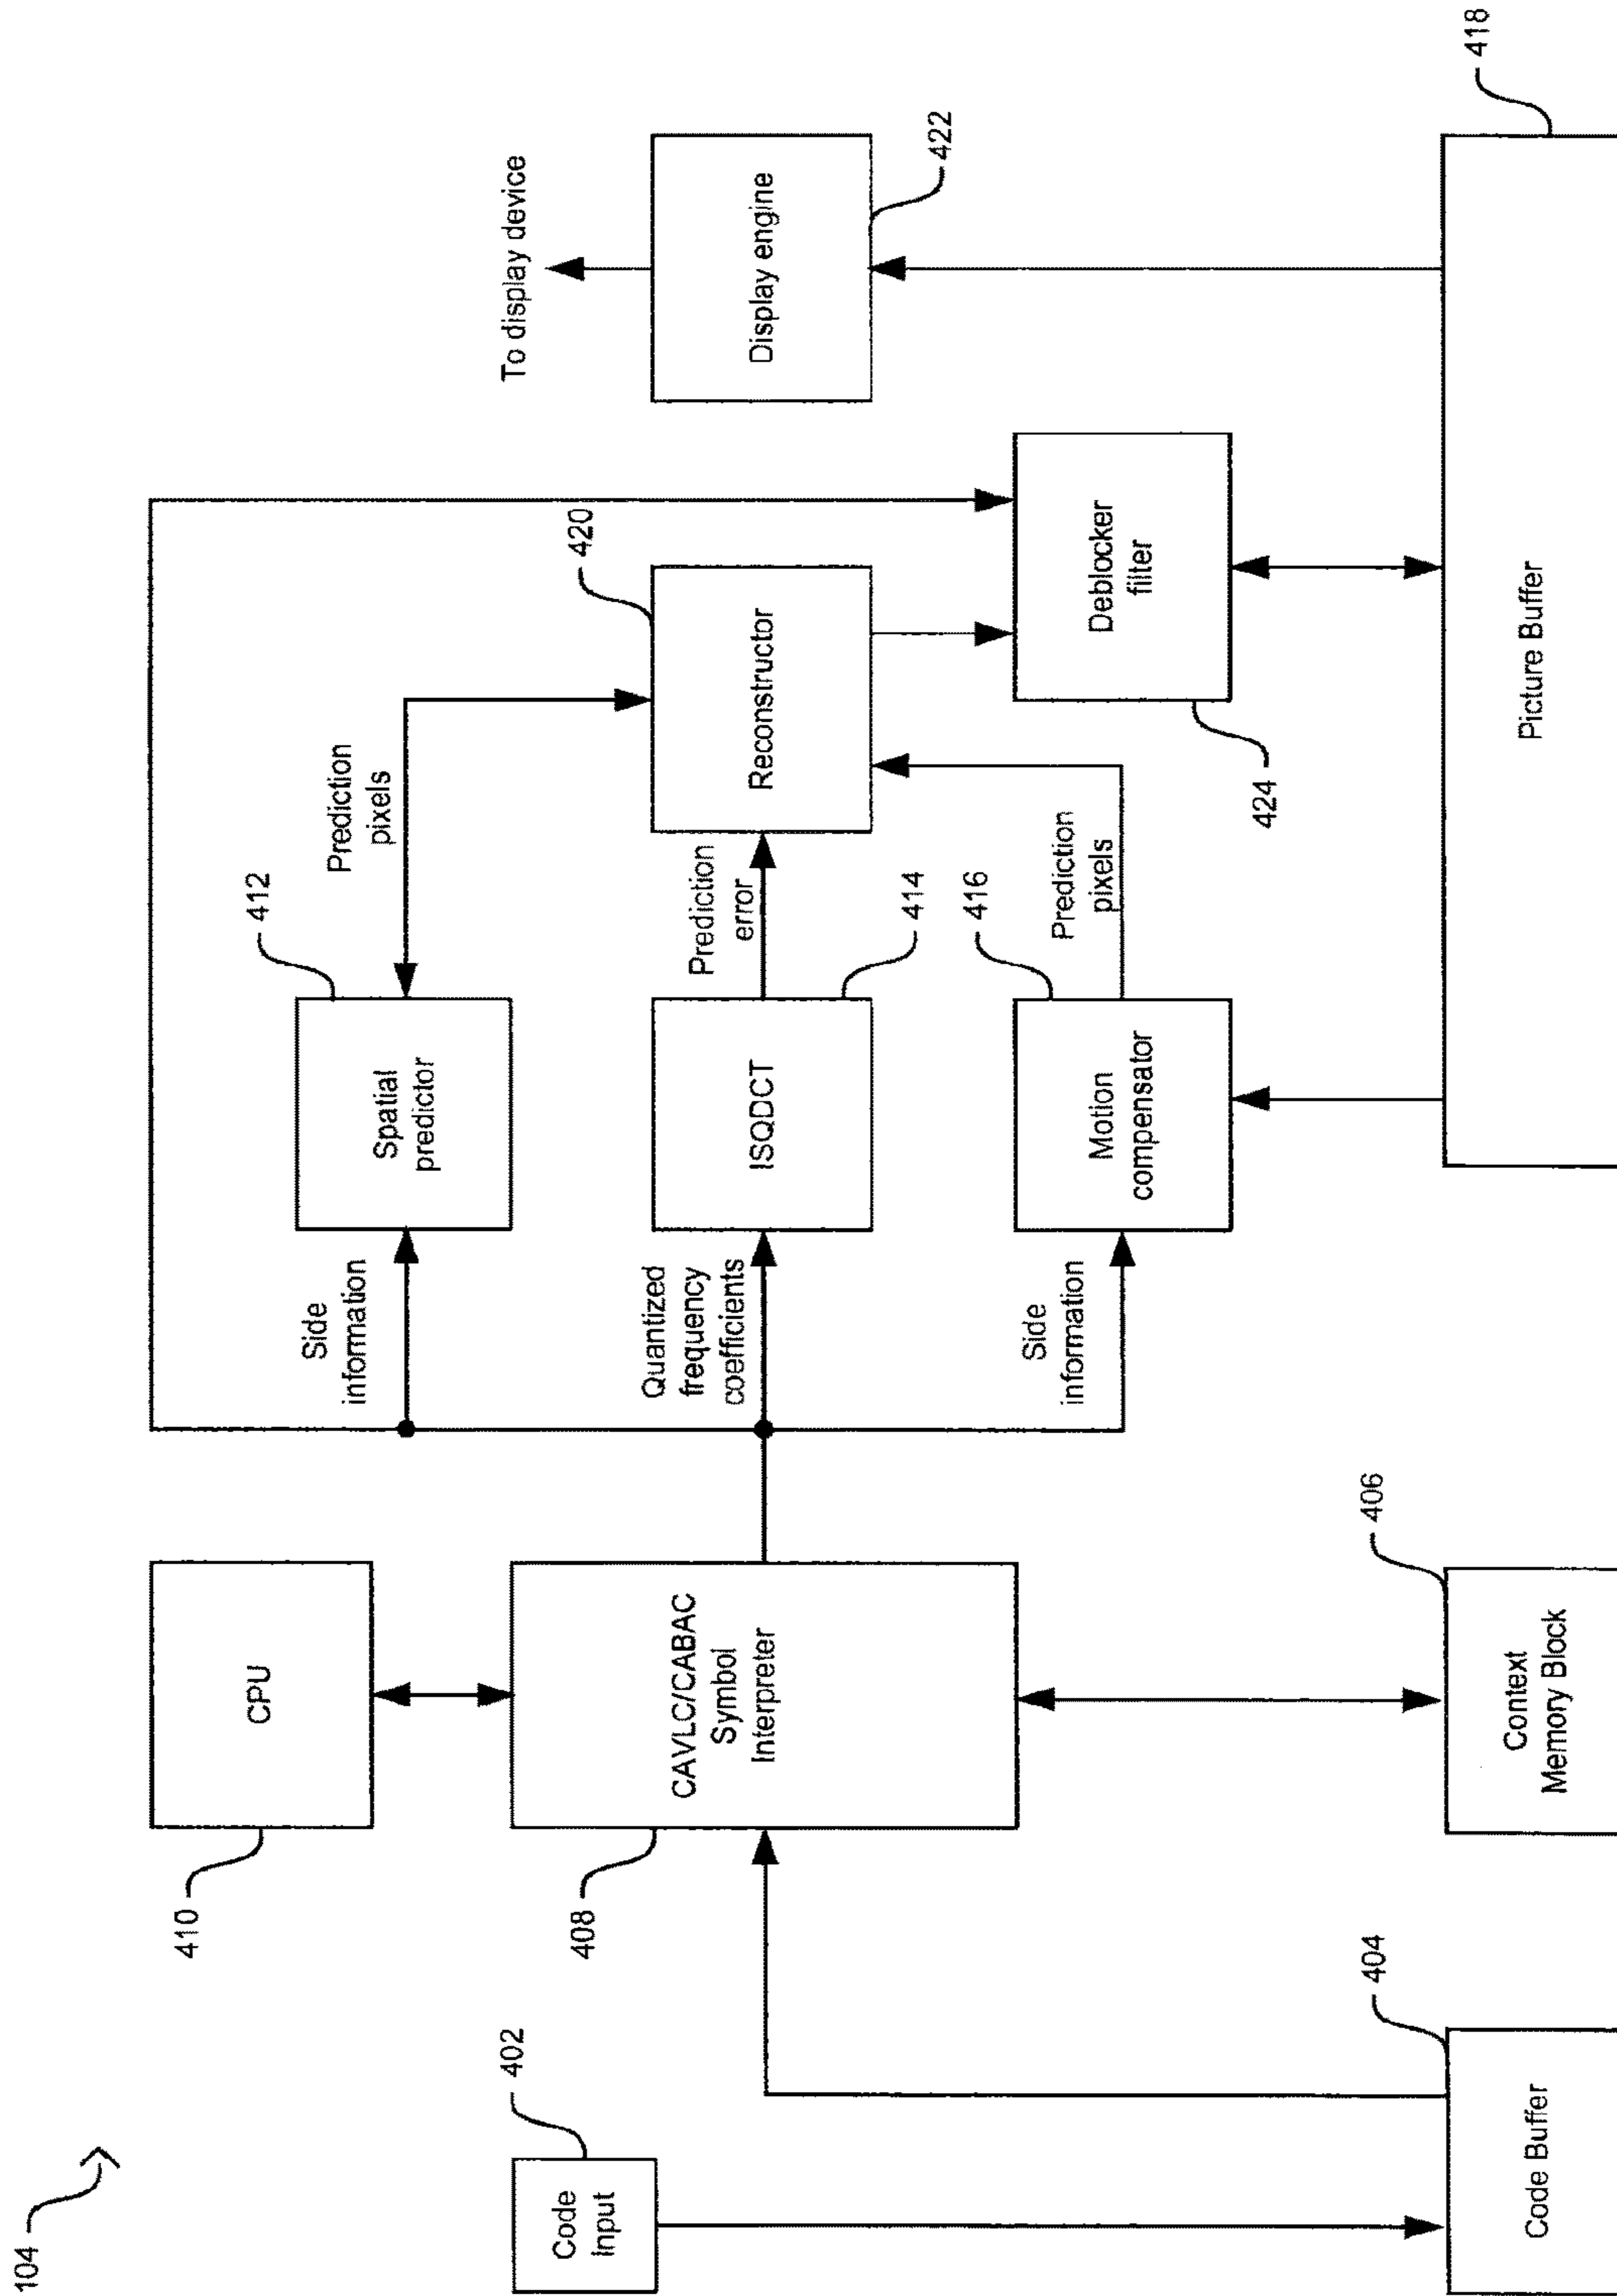 104
402
Code
Input
404
Code Buffer
410
CPU
408
CAVLC/CABAC
Symbol
Interpreter
406
Context
Memory Block
Side
information
Quantized
frequency
coefficients
Side
information
412
Spatial
predictor
ISQDCT
414
416
Motion
compensator
Prediction
pixels
Prediction
error
Prediction
pixels
420
Reconstructor
Deblocker
filter
424
To display device
Display engine
422
Picture Buffer
418